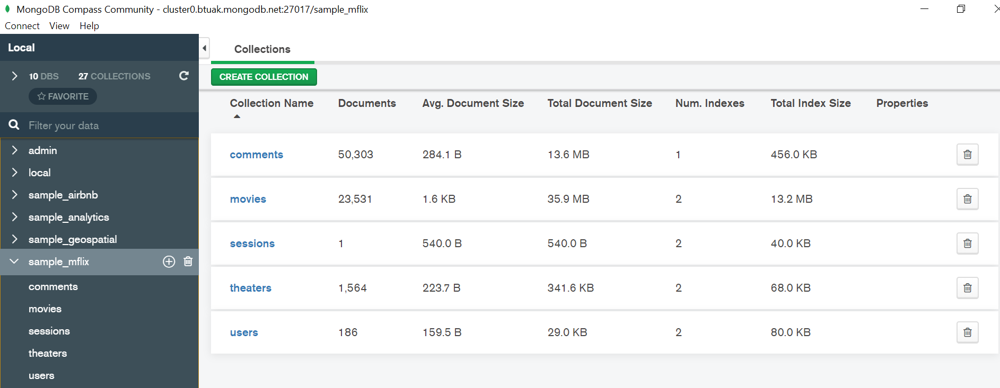 MongoDB Compass Community - cluster0.btuak.mongodb.net:27017/sample_mflix
Connect View Help
Local
10 DBS 27 COLLECTIONS
FAVORITE
Filter your data
admin
local
sample_airbnb
sample_analytics
sample_geospatial
sample_mflix
comments
movies
sessions
theaters
users
Collections
CREATE COLLECTION
Collection Name Documents Avg. Document Size Total Document Size Num. Indexes Total Index Size Properties
comments 50,303 284.1 B 13.6 MB 1 456.0 KB
movies 23,531 1.6 KB 35.9 MB 2 13.2 MB
sessions 1 540.0 B 540.0 B 2 40.0 KB
theaters 1,564 223.7 B 341.6 KB 2 68.0 KB
users 186 159.5 B 29.0 KB 2 80.0 KB